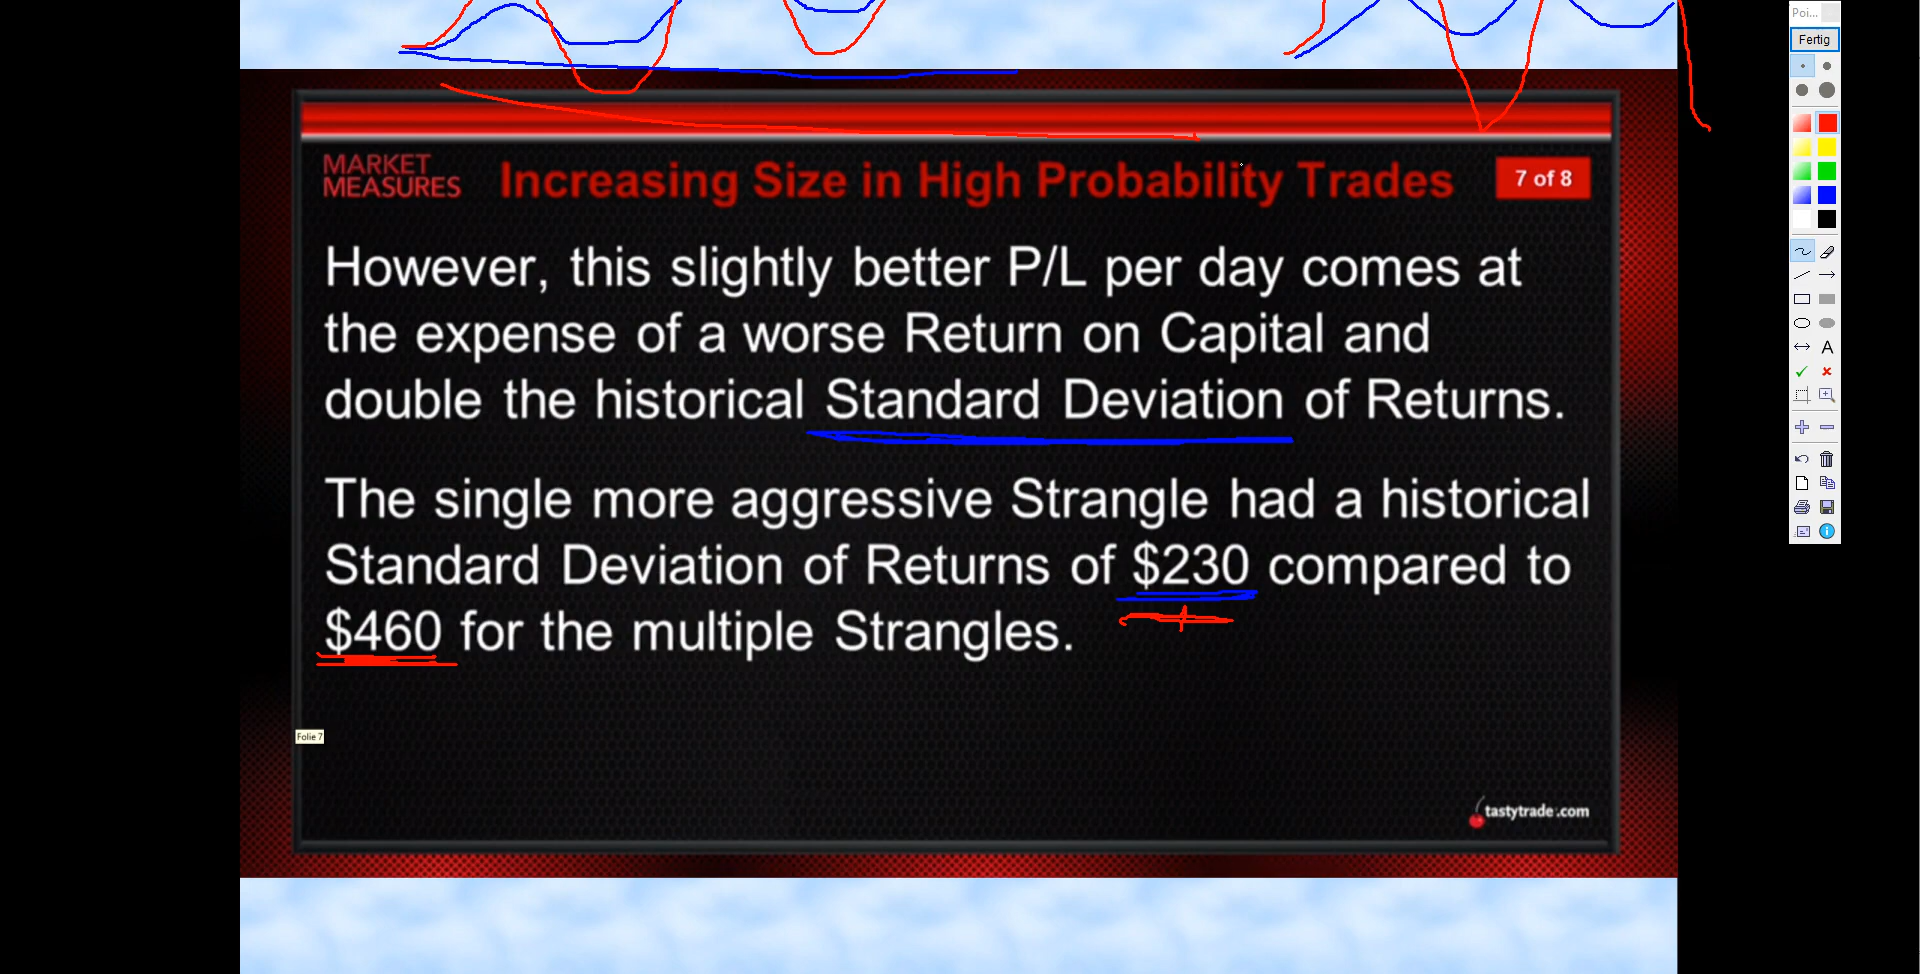 Poi...
Fertig
MARKET
MEASURES
Increasing Size in High Probability Trades
7 of 8
However, this slightly better P/L per day comes at
the expense of a worse Return on Capital and
double the historical Standard Deviation of Returns.
The single more aggressive Strangle had a historical
Standard Deviation of Returns of $230 compared to
$460 for the multiple Strangles.
Folie 7
tastytrade.com
A